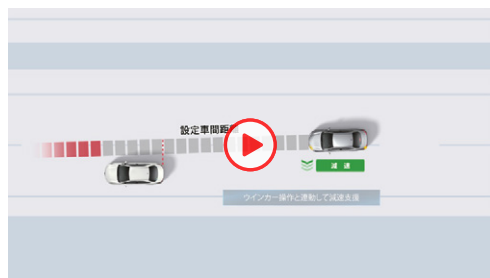 設定車間距離
減速
ウインカー操作と連動して減速支援